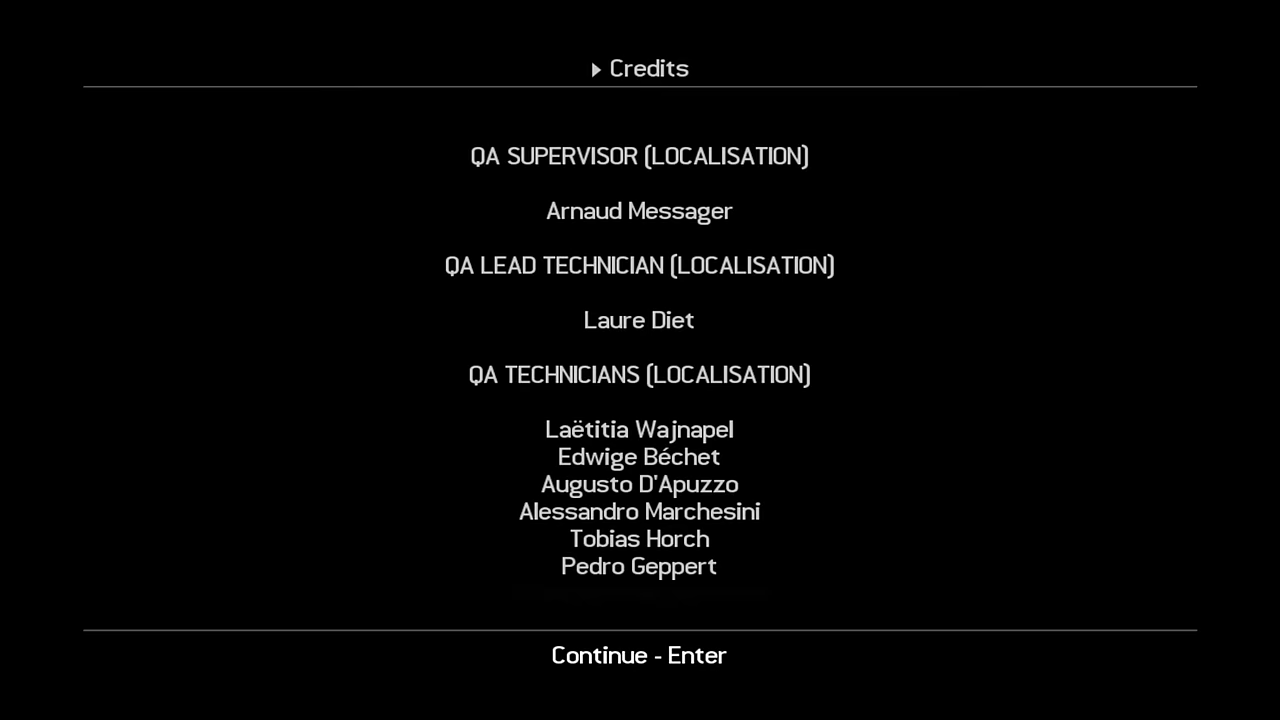 Credits
QA SUPERVISOR (LOCALISATION)
Arnaud Messager
QA LEAD TECHNICIAN (LOCALISATION)
Laure Diet
QA TECHNICIANS (LOCALISATION)
Laëtitia Wajnapel
Edwige Béchet
Augusto D'Apuzzo
Alessandro Marchesini
Tobias Horch
Pedro Geppert
Continue - Enter